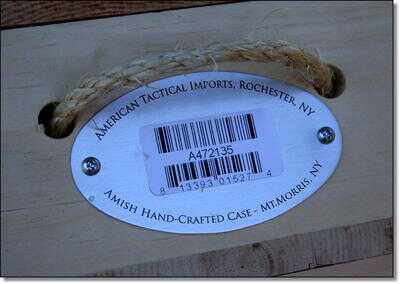 American Tactical Imports, Rochester, NY
A472135
8 13393 01527 4
Amish Hand-Crafted Case - Mt.Morris, NY